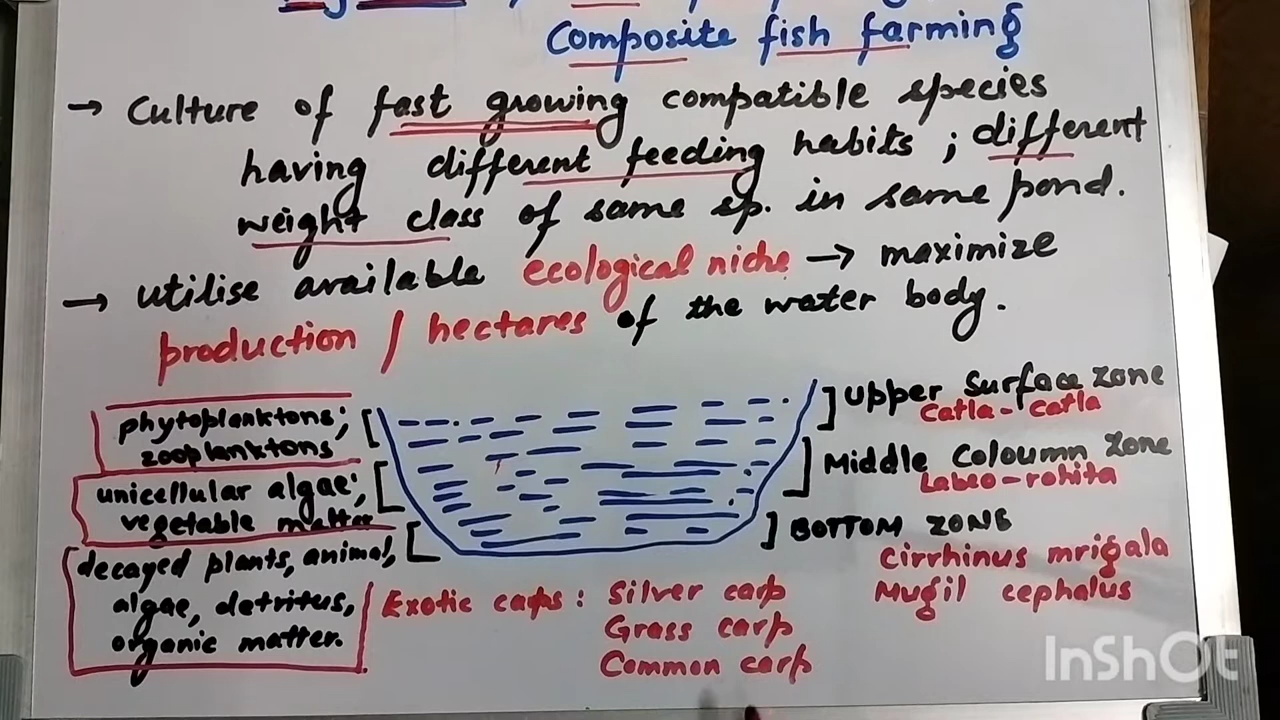 Composite fish farming
→ Culture of fast growing compatible species
having different feeding habits ; different
weight class of same sp. in same pond.
→ utilise available ecological niche → maximize
production / hectares of the water body.
phytoplanktons;
zooplanktons
unicellular algae;
vegetable matter
decayed plants, animal,
algae, detritus,
organic matter.
Upper Surface Zone
Catla - catla
Middle Coloumn Zone
Labeo - rohita
BOTTOM ZONE
Cirrhinus mrigala
Mugil cephalus
Exotic caps : Silver carp
Grass carp
Common carp
InShOt